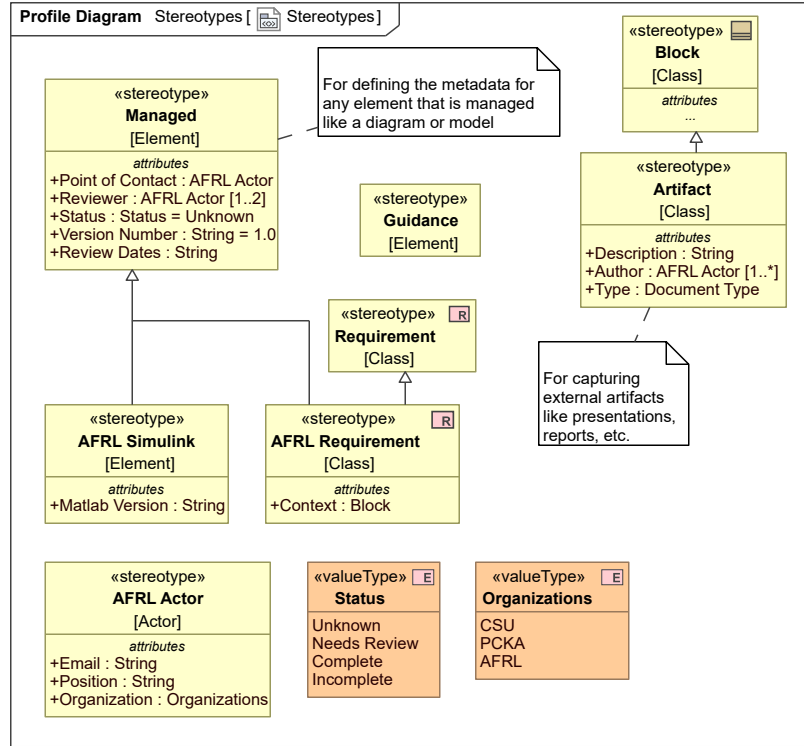 Profile Diagram Stereotypes [ Stereotypes ]
«stereotype»
Managed
[Element]
attributes
+Point of Contact : AFRL Actor
+Reviewer : AFRL Actor [1..2]
+Status : Status = Unknown
+Version Number : String = 1.0
+Review Dates : String
For defining the metadata for
any element that is managed
like a diagram or model
«stereotype»
Block
[Class]
attributes
...
«stereotype»
Guidance
[Element]
«stereotype»
Artifact
[Class]
attributes
+Description : String
+Author : AFRL Actor [1..*]
+Type : Document Type
«stereotype» R
Requirement
[Class]
For capturing
external artifacts
like presentations,
reports, etc.
«stereotype»
AFRL Simulink
[Element]
attributes
+Matlab Version : String
«stereotype» R
AFRL Requirement
[Class]
attributes
+Context : Block
«stereotype»
AFRL Actor
[Actor]
attributes
+Email : String
+Position : String
+Organization : Organizations
«valueType» E
Status
Unknown
Needs Review
Complete
Incomplete
«valueType» E
Organizations
CSU
PCKA
AFRL